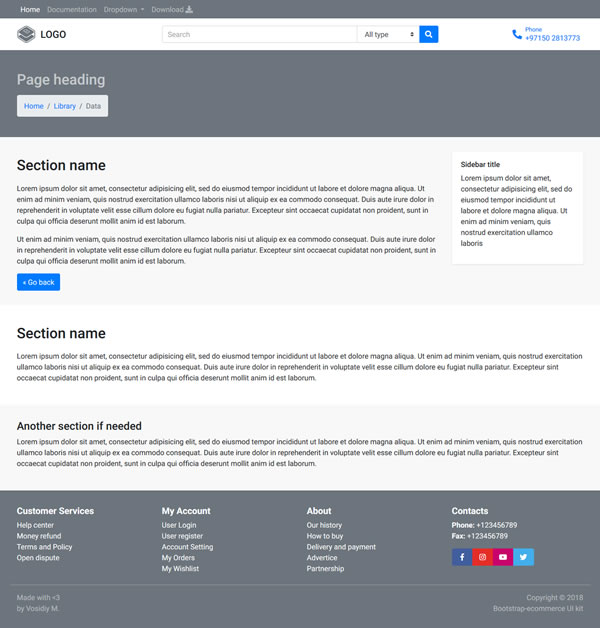 Home Documentation Dropdown Download
LOGO
Search
All type
Phone
+97150 2813773
Page heading
Home / Library / Data
Section name
Lorem ipsum dolor sit amet, consectetur adipisicing elit, sed do eiusmod tempor incididunt ut labore et dolore magna aliqua. Ut
enim ad minim veniam, quis nostrud exercitation ullamco laboris nisi ut aliquip ex ea commodo consequat. Duis aute irure dolor in
reprehenderit in voluptate velit esse cillum dolore eu fugiat nulla pariatur. Excepteur sint occaecat cupidatat non proident, sunt in
culpa qui officia deserunt mollit anim id est laborum.
Ut enim ad minim veniam, quis nostrud exercitation ullamco laboris nisi ut aliquip ex ea commodo consequat. Duis aute irure dolor
in reprehenderit in voluptate velit esse cillum dolore eu fugiat nulla pariatur. Excepteur sint occaecat cupidatat non proident, sunt
in culpa qui officia deserunt mollit anim id est laborum.
« Go back
Sidebar title
Lorem ipsum dolor sit amet,
consectetur adipisicing elit, sed do
eiusmod tempor incididunt ut
labore et dolore magna aliqua. Ut
enim ad minim veniam, quis
nostrud exercitation ullamco
laboris
Section name
Lorem ipsum dolor sit amet, consectetur adipisicing elit, sed do eiusmod tempor incididunt ut labore et dolore magna aliqua. Ut enim ad minim veniam, quis nostrud exercitation
ullamco laboris nisi ut aliquip ex ea commodo consequat. Duis aute irure dolor in reprehenderit in voluptate velit esse cillum dolore eu fugiat nulla pariatur. Excepteur sint
occaecat cupidatat non proident, sunt in culpa qui officia deserunt mollit anim id est laborum.
Another section if needed
Lorem ipsum dolor sit amet, consectetur adipisicing elit, sed do eiusmod tempor incididunt ut labore et dolore magna aliqua. Ut enim ad minim veniam, quis nostrud exercitation
ullamco laboris nisi ut aliquip ex ea commodo consequat. Duis aute irure dolor in reprehenderit in voluptate velit esse cillum dolore eu fugiat nulla pariatur. Excepteur sint
occaecat cupidatat non proident, sunt in culpa qui officia deserunt mollit anim id est laborum.
Customer Services
Help center
Money refund
Terms and Policy
Open dispute
My Account
User Login
User register
Account Setting
My Orders
My Wishlist
About
Our history
How to buy
Delivery and payment
Advertice
Partnership
Contacts
Phone: +123456789
Fax: +123456789
Made with <3
by Vosidiy M.
Copyright © 2018
Bootstrap-ecommerce UI kit